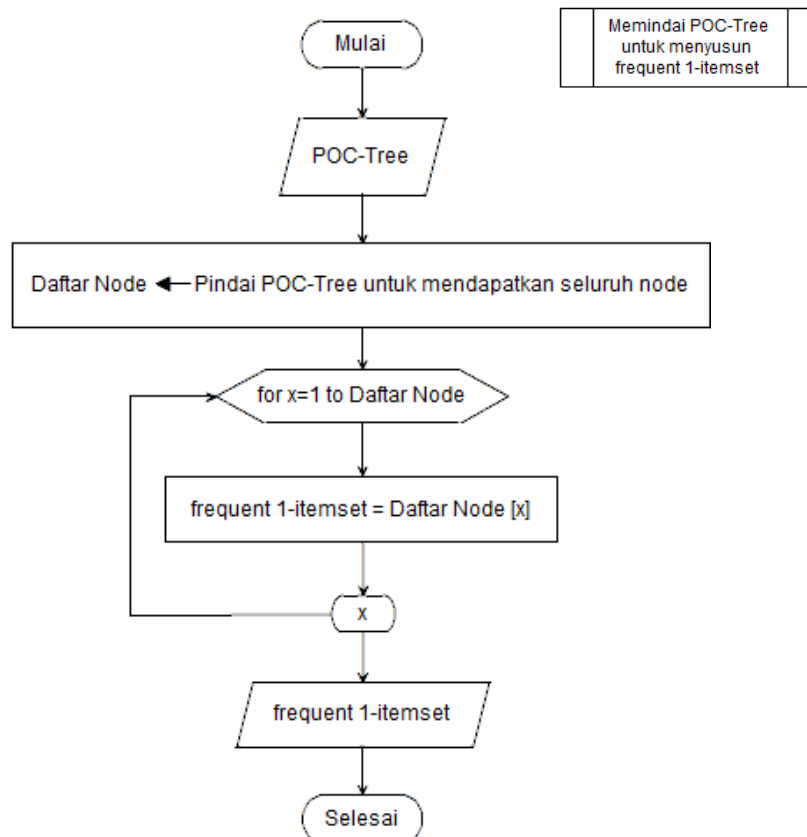 Mulai
Memindai POC-Tree
untuk menyusun
frequent 1-itemset
POC-Tree
Daftar Node ← Pindai POC-Tree untuk mendapatkan seluruh node
for x=1 to Daftar Node
frequent 1-itemset = Daftar Node [x]
x
frequent 1-itemset
Selesai